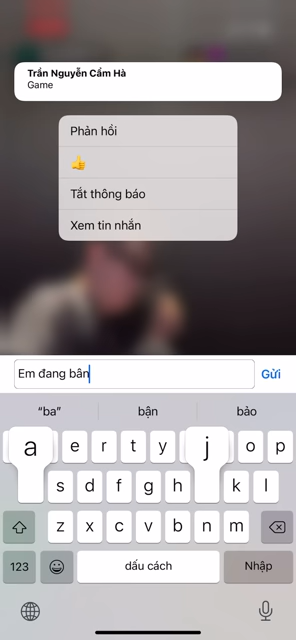 Trần Nguyễn Cẩm Hà
Game
Phản hồi
👍
Tắt thông báo
Xem tin nhắn
Em đang bân
Gửi
“ba” bận bảo
a e r t y j o p
s d f g h k l
z x c v b n m
123 dấu cách Nhập